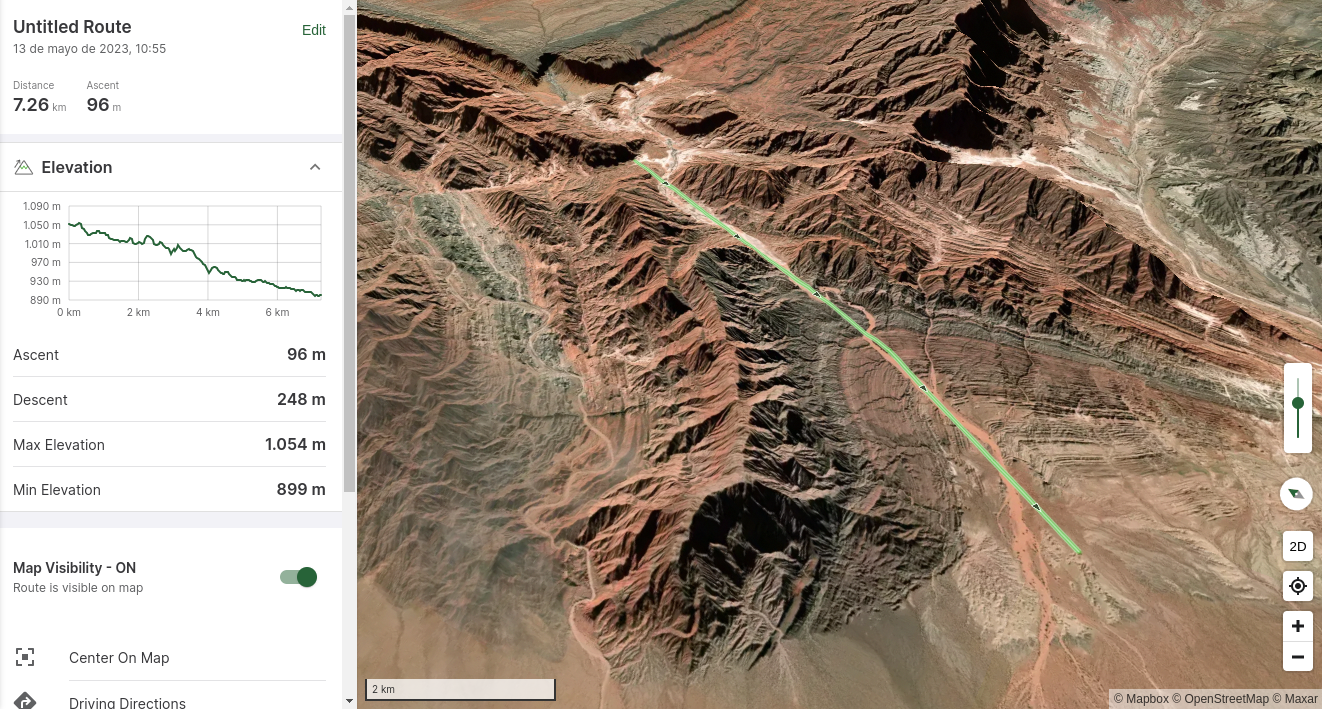 Untitled Route
Edit
13 de mayo de 2023, 10:55
Distance Ascent
7.26 km 96 m
Elevation
1.090 m
1.050 m
1.010 m
970 m
930 m
890 m
0 km 2 km 4 km 6 km
Ascent 96 m
Descent 248 m
Max Elevation 1.054 m
Min Elevation 899 m
Map Visibility - ON
Route is visible on map
Center On Map
Driving Directions
2 km
2D
© Mapbox © OpenStreetMap © Maxar